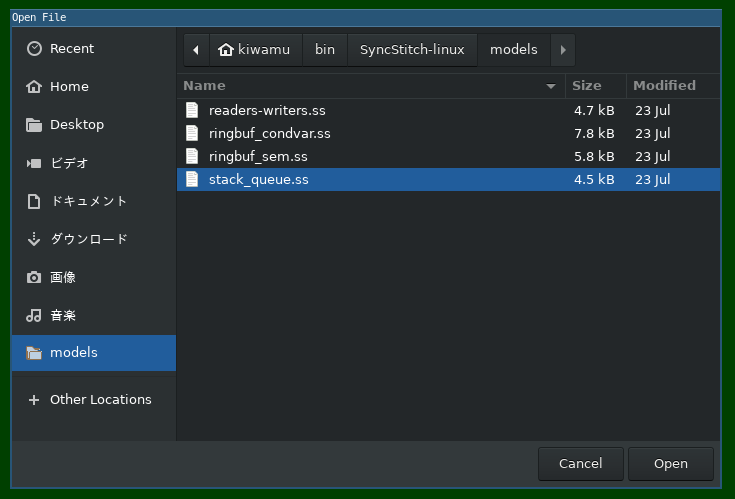 Open File
Recent
Home
Desktop
ビデオ
ドキュメント
ダウンロード
画像
音楽
models
Other Locations
kiwamu bin SyncStitch-linux models
Name Size Modified
readers-writers.ss 4.7 kB 23 Jul
ringbuf_condvar.ss 7.8 kB 23 Jul
ringbuf_sem.ss 5.8 kB 23 Jul
stack_queue.ss 4.5 kB 23 Jul
Cancel Open